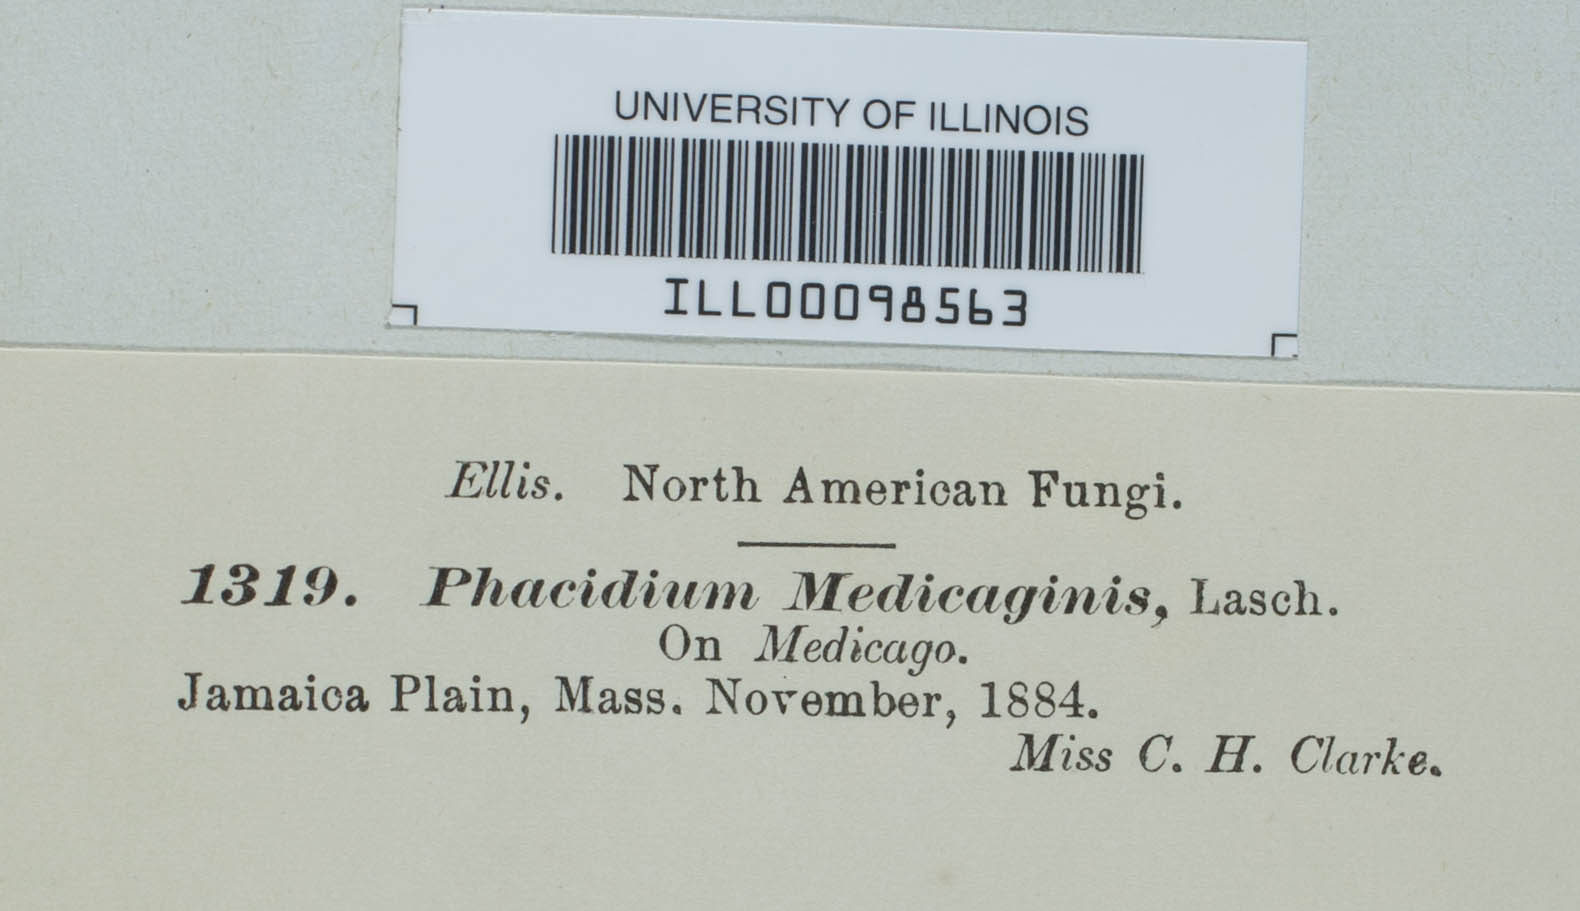 UNIVERSITY OF ILLINOIS
ILL00098563
Ellis. North American Fungi.
1319. Phacidium Medicaginis, Lasch.
On Medicago.
Jamaica Plain, Mass. November, 1884.
Miss C. H. Clarke.